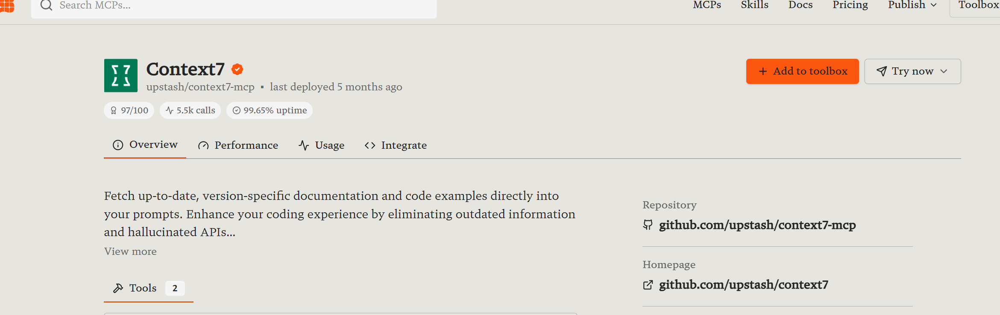 Search MCPs...
MCPs Skills Docs Pricing Publish Toolbox
Context7
upstash/context7-mcp ▪ last deployed 5 months ago
Add to toolbox
Try now
97/100 5.5k calls 99.65% uptime
Overview Performance Usage Integrate
Fetch up-to-date, version-specific documentation and code examples directly into
your prompts. Enhance your coding experience by eliminating outdated information
and hallucinated APIs...
View more
Tools 2
Repository
github.com/upstash/context7-mcp
Homepage
github.com/upstash/context7